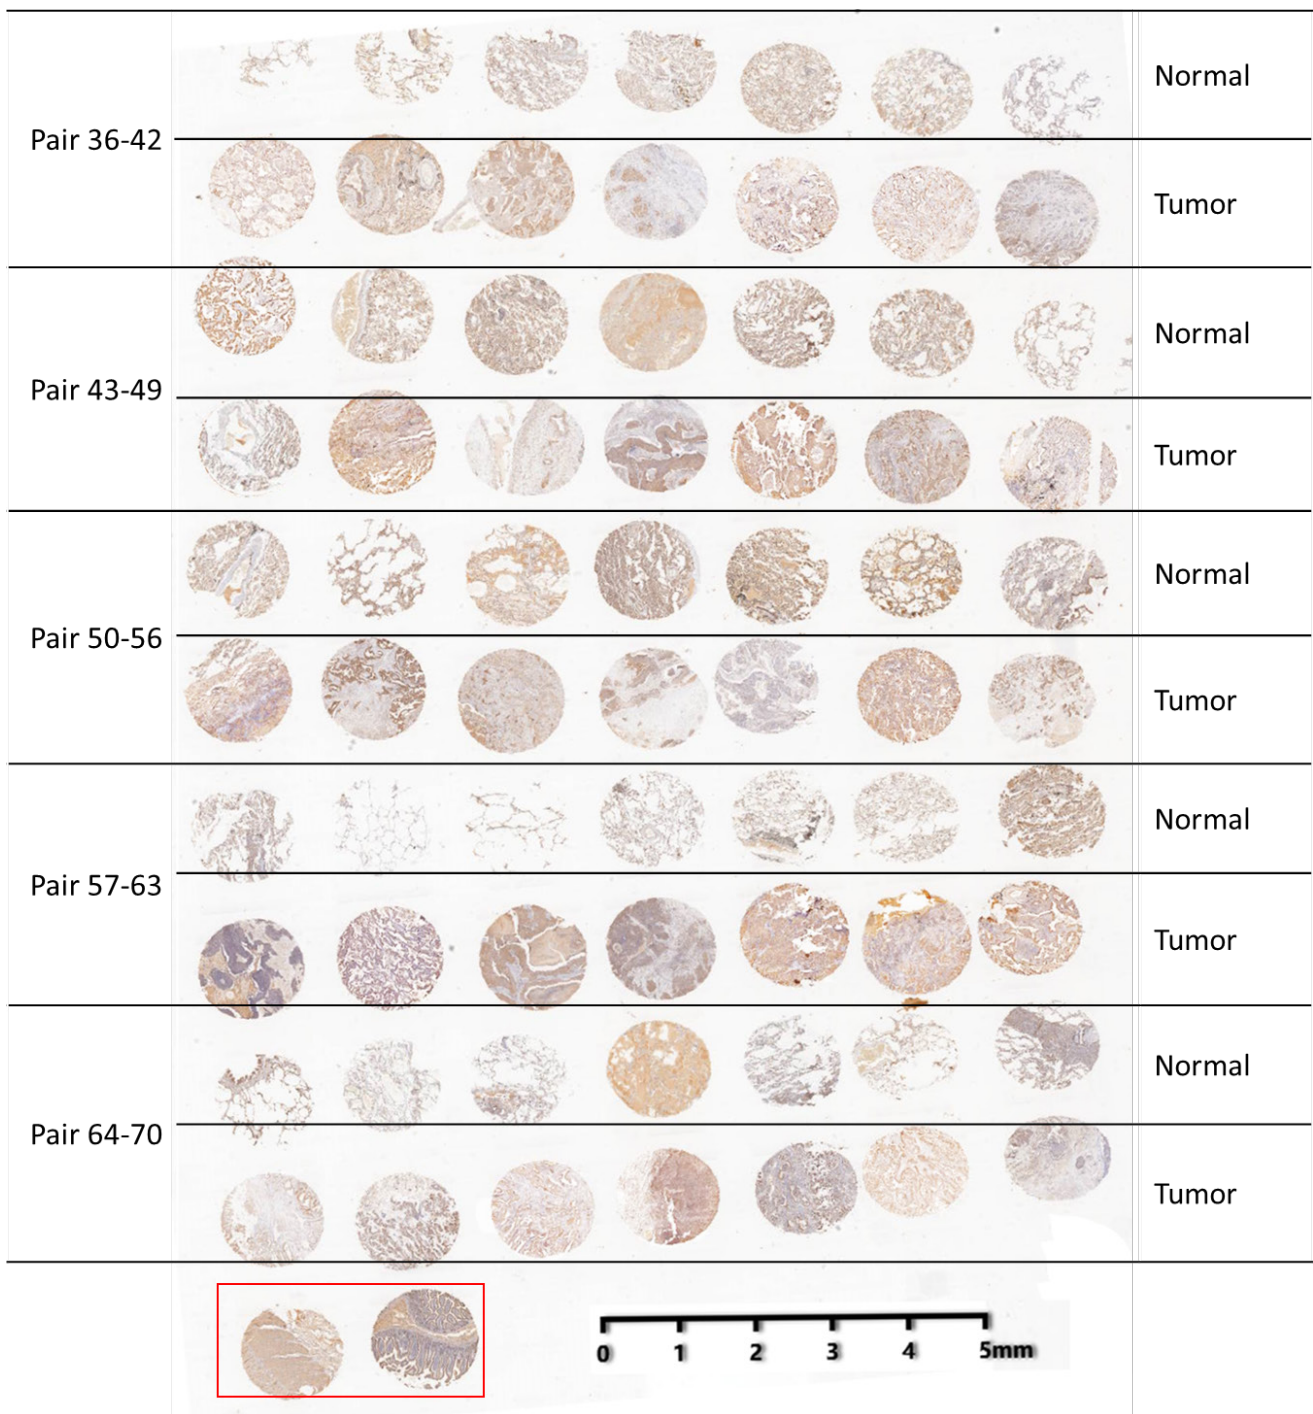 Pair 36-42
Normal
Tumor
Pair 43-49
Normal
Tumor
Pair 50-56
Normal
Tumor
Pair 57-63
Normal
Tumor
Pair 64-70
Normal
Tumor
0 1 2 3 4 5mm